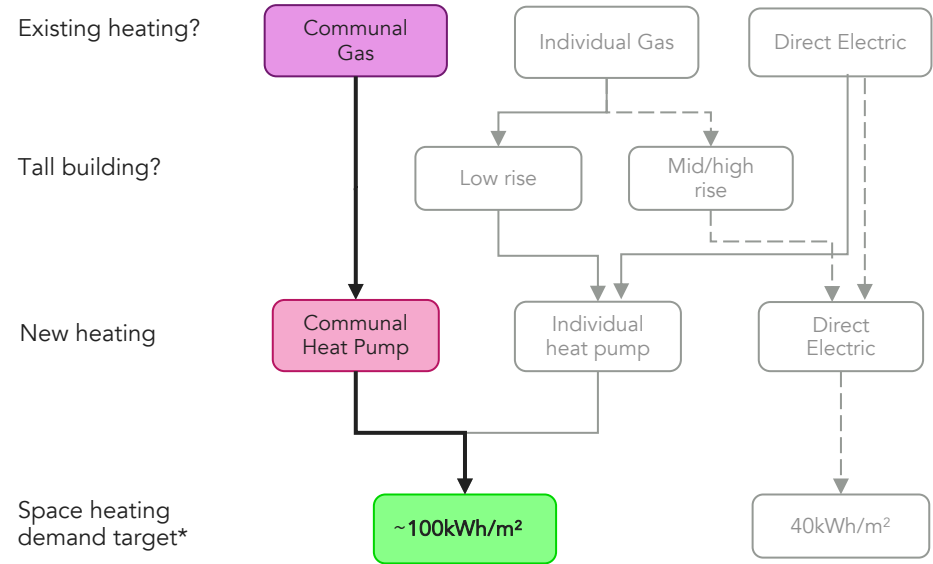 Existing heating?
Communal
Gas
Individual Gas
Direct Electric
Tall building?
Low rise
Mid/high
rise
New heating
Communal
Heat Pump
Individual
heat pump
Direct
Electric
Space heating
demand target*
~100kWh/m²
40kWh/m²